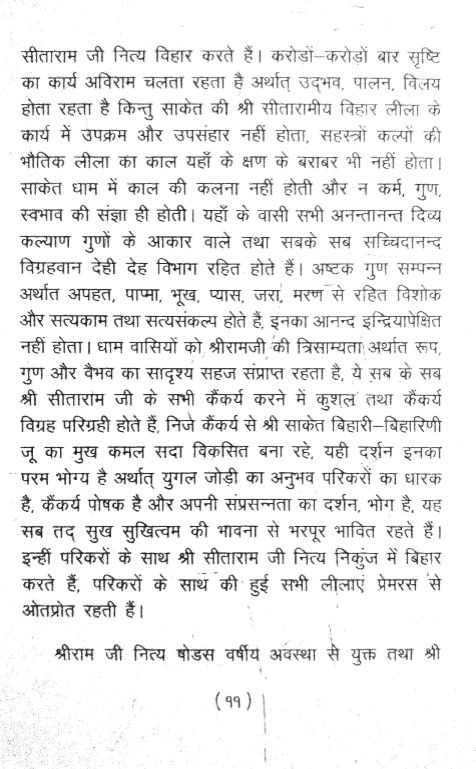 सीताराम जी नित्य विहार करते हैं। करोडों–करोडों बार सृष्टि
का कार्य अविराम चलता रहता है अर्थात् उद्भव, पालन, विलय
होता रहता है किन्तु साकेत की श्री सीतारामीय विहार लीला के
कार्य में उपक्रम और उपसंहार नहीं होता, सहस्त्रों कल्पों की
भौतिक लीला का काल यहाँ के क्षण के बराबर भी नहीं होता।
साकेत धाम में काल की कलना नहीं होती और न कर्म, गुण,
स्वभाव की संज्ञा ही होती। यहाँ के वासी सभी अनन्तानन्त दिव्य
कल्याण गुणों के आकार वाले तथा सबके सब सच्चिदानन्द
विग्रहवान देही देह विभाग रहित होते हैं। अष्टक गुण सम्पन्न
अर्थात अपहत, पाप्मा, भूख, प्यास, जरा, मरण से रहित विशोक
और सत्यकाम तथा सत्यसंकल्प होते हैं, इनका आनन्द इन्द्रियापेक्षित
नहीं होता। धाम वासियों को श्रीरामजी की त्रिसाम्यता अर्थात रूप,
गुण और वैभव का सादृश्य सहज संप्राप्त रहता है, ये सब के सब
श्री सीताराम जी के सभी कैंकर्य करने में कुशल तथा कैंकर्य
विग्रह परिग्रही होते हैं, निजे कैंकर्य से श्री साकेत बिहारी–बिहारिणी
जू का मुख कमल सदा विकसित बना रहे, यही दर्शन इनका
परम भोग्य है अर्थात् युगल जोड़ी का अनुभव परिकरों का धारक
है, कैंकर्य पोषक है और अपनी संप्रसन्नता का दर्शन, भोग है, यह
सब तद् सुख सुखित्वम की भावना से भरपूर भावित रहते हैं।
इन्हीं परिकरों के साथ श्री सीताराम जी नित्य निकुंज में बिहार
करते हैं, परिकरों के साथ की हुई सभी लीलाएं प्रेमरस से
ओतप्रोत रहती हैं।
श्रीराम जी नित्य षोडस वर्षीय अवस्था से युक्त तथा श्री
(११)